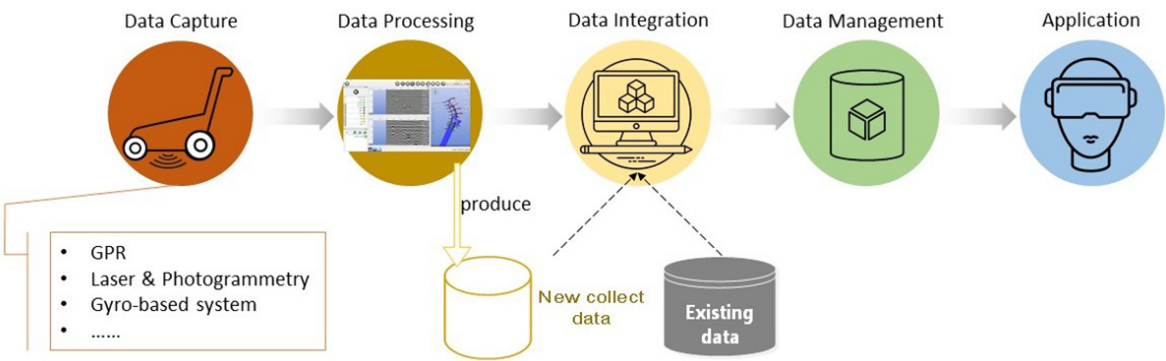 Data Capture
Data Processing
Data Integration
Data Management
Application
produce
• GPR
• Laser & Photogrammetry
• Gyro-based system
• ......
New collect
data
Existing
data